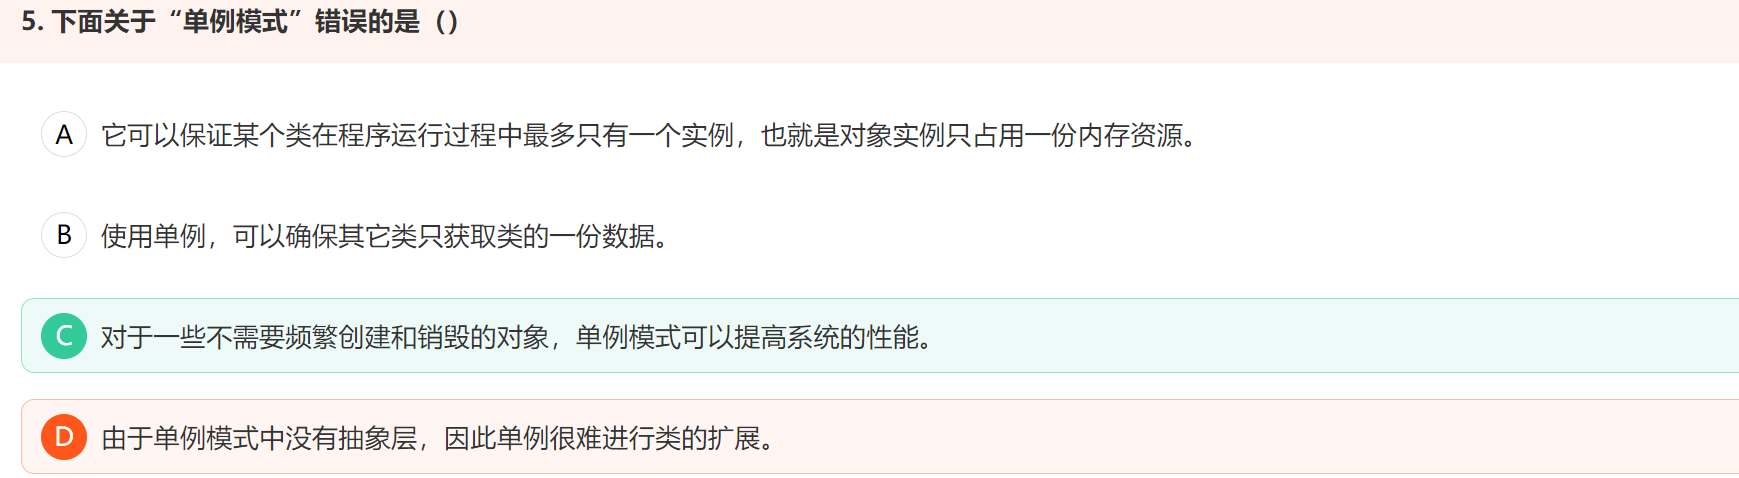 5. 下面关于“单例模式”错误的是（）
A 它可以保证某个类在程序运行过程中最多只有一个实例，也就是对象实例只占用一份内存资源。
B 使用单例，可以确保其它类只获取类的一份数据。
C 对于一些不需要频繁创建和销毁的对象，单例模式可以提高系统的性能。
D 由于单例模式中没有抽象层，因此单例很难进行类的扩展。